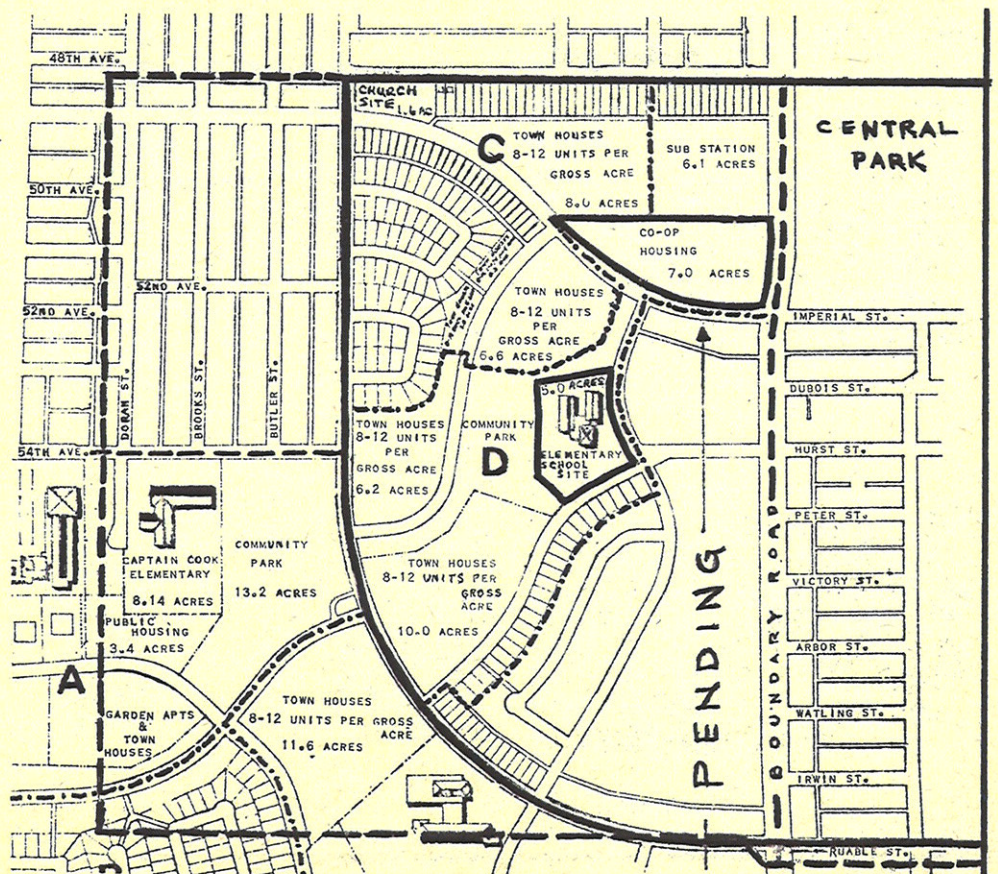 48TH AVE.
CHURCH
SITE 1.6 AC
C
TOWN HOUSES
8-12 UNITS PER
GROSS ACRE
8.0 ACRES
SUB STATION
6.1 ACRES
CENTRAL
PARK
50TH AVE.
CO-OP
HOUSING
7.0 ACRES
52ND AVE.
52ND AVE.
TOWN HOUSES
8-12 UNITS
PER
GROSS ACRE
6.6 ACRES
IMPERIAL ST.
DORAN ST.
BROOKS ST.
BUTLER ST.
5.0 ACRES
ELEMENTARY
SCHOOL
SITE
DUBOIS ST.
TOWN HOUSES
8-12 UNITS
PER
GROSS ACRE
6.2 ACRES
COMMUNITY
PARK
D
54TH AVE.
HURST ST.
PETER ST.
CAPTAIN COOK
ELEMENTARY
8.14 ACRES
COMMUNITY
PARK
13.2 ACRES
TOWN HOUSES
8-12 UNITS PER
GROSS
ACRE
10.0 ACRES
PENDING
BOUNDARY ROAD
VICTORY ST.
PUBLIC
HOUSING
3.4 ACRES
ARBOR ST.
A
GARDEN APTS
&
TOWN
HOUSES
TOWN HOUSES
8-12 UNITS PER GROSS
ACRE
11.6 ACRES
WATLING ST.
IRWIN ST.
RUABLE ST.